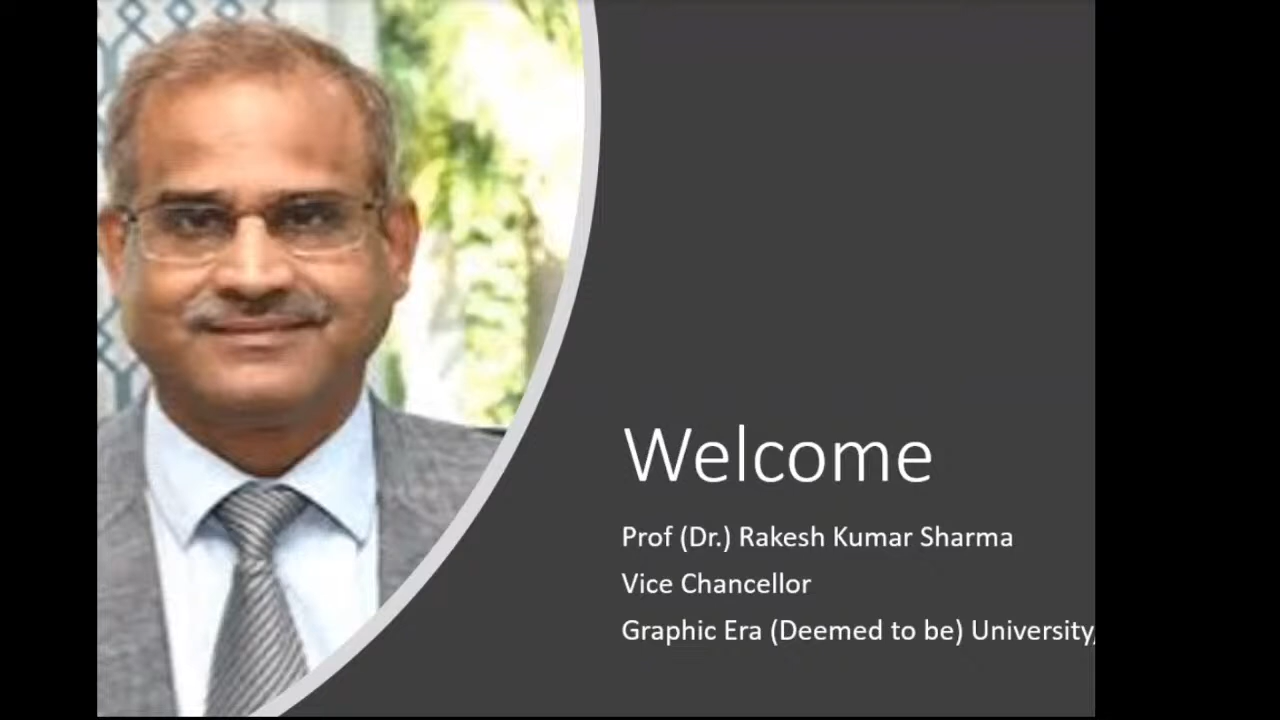 Welcome
Prof (Dr.) Rakesh Kumar Sharma
Vice Chancellor
Graphic Era (Deemed to be) University,